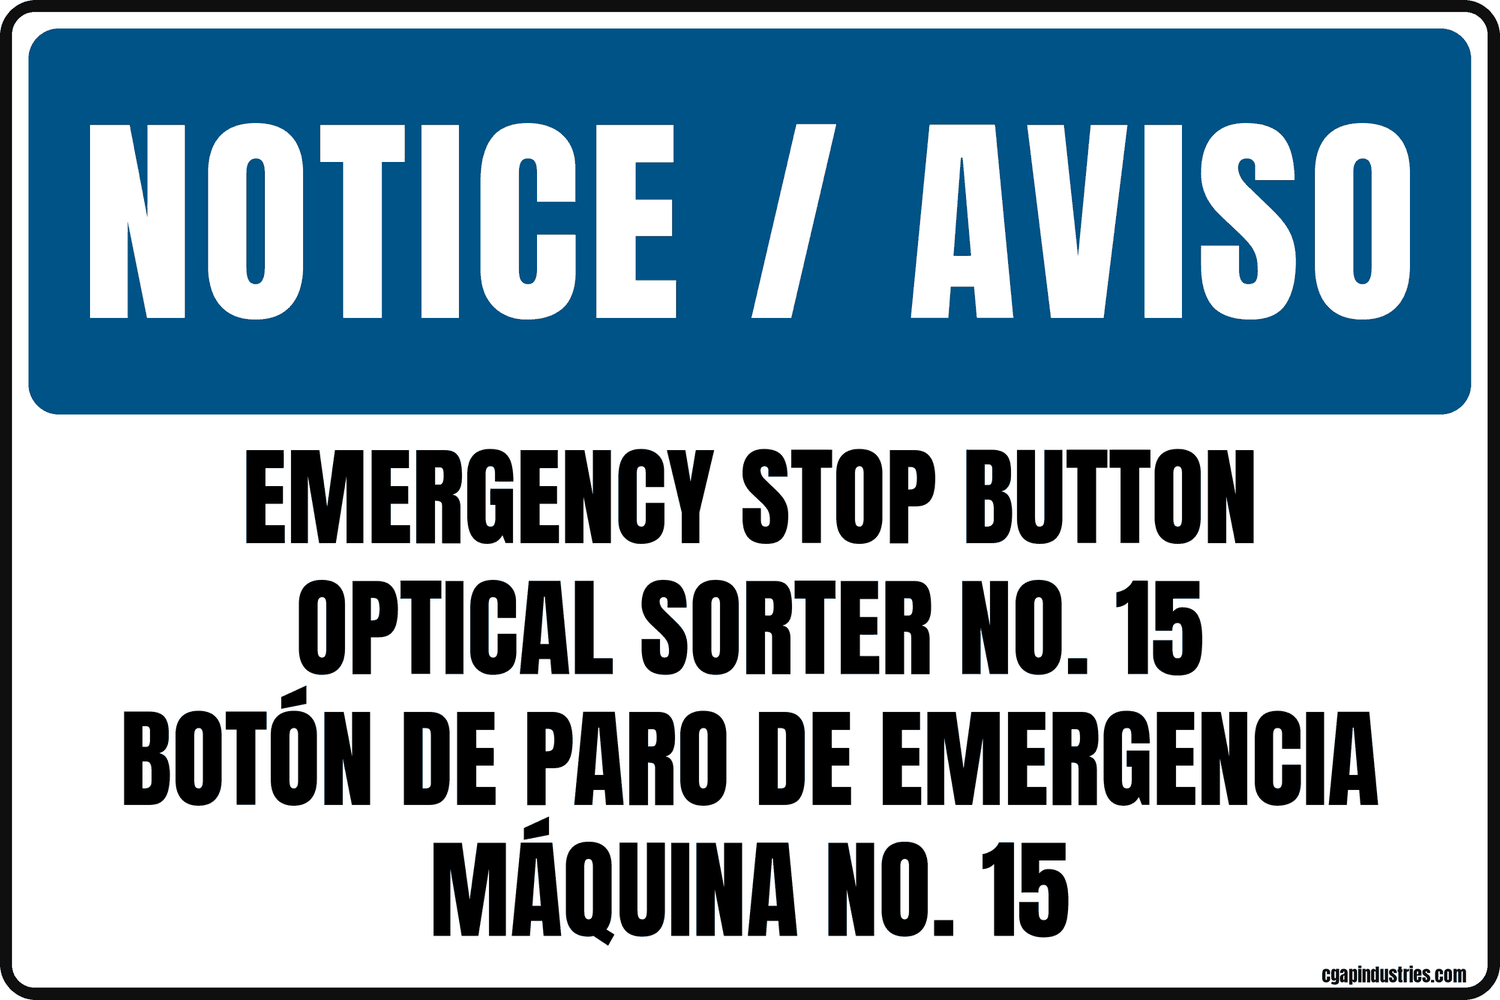 NOTICE / AVISO
EMERGENCY STOP BUTTON
OPTICAL SORTER NO. 15
BOTÓN DE PARO DE EMERGENCIA
MÁQUINA NO. 15
cgapindustries.com